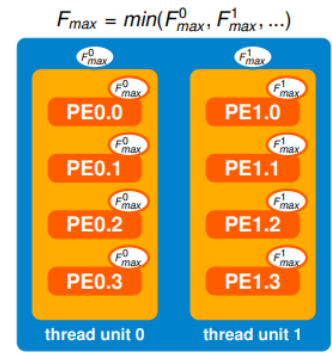 F_max = min(F^0_max, F^1_max, ...)
F^0_max F^1_max
F^0_max F^1_max
PE0.0 PE1.0
F^0_max F^1_max
PE0.1 PE1.1
F^0_max F^1_max
PE0.2 PE1.2
F^0_max F^1_max
PE0.3 PE1.3
thread unit 0 thread unit 1